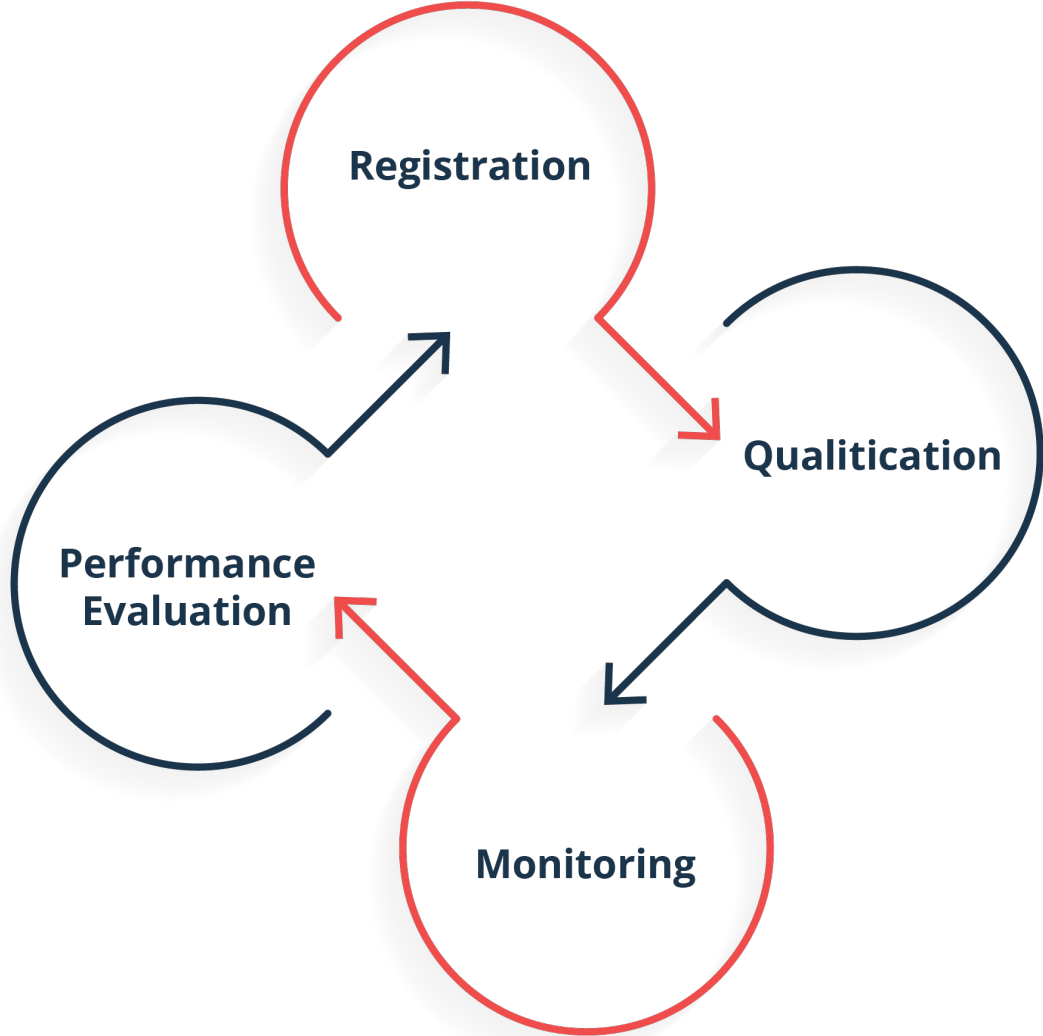 Registration
Qualitication
Performance
Evaluation
Monitoring